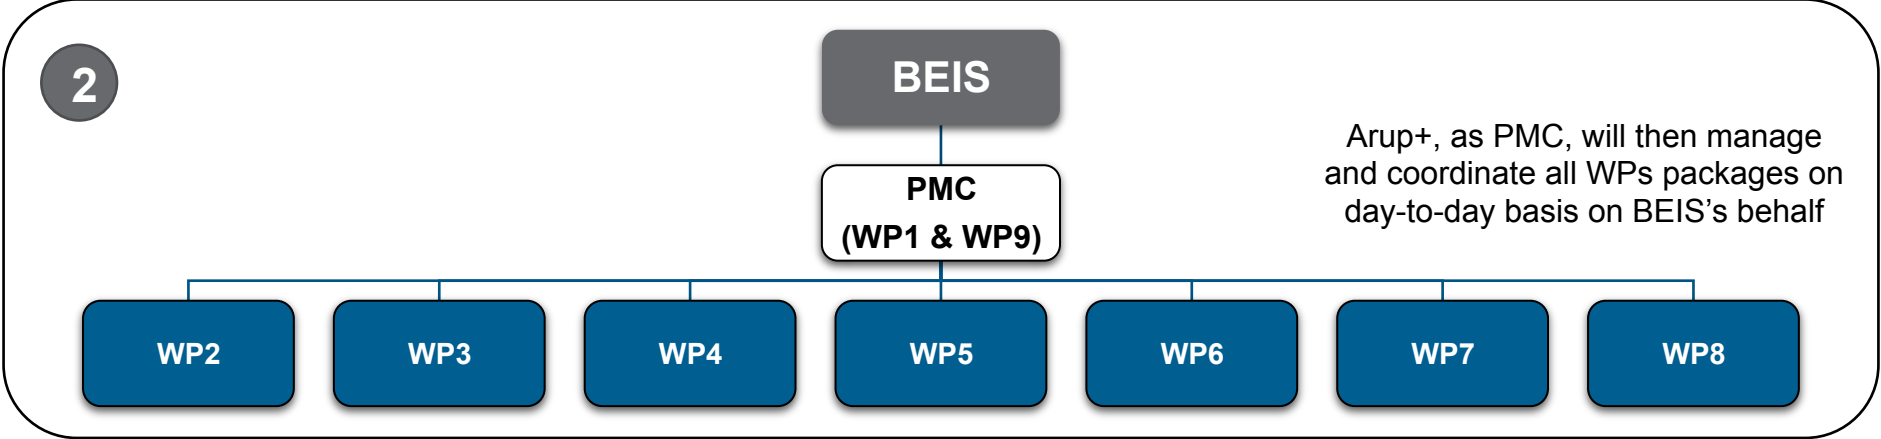 2
BEIS
Arup+, as PMC, will then manage
and coordinate all WPs packages on
day-to-day basis on BEIS’s behalf
PMC
(WP1 & WP9)
WP2
WP3
WP4
WP5
WP6
WP7
WP8